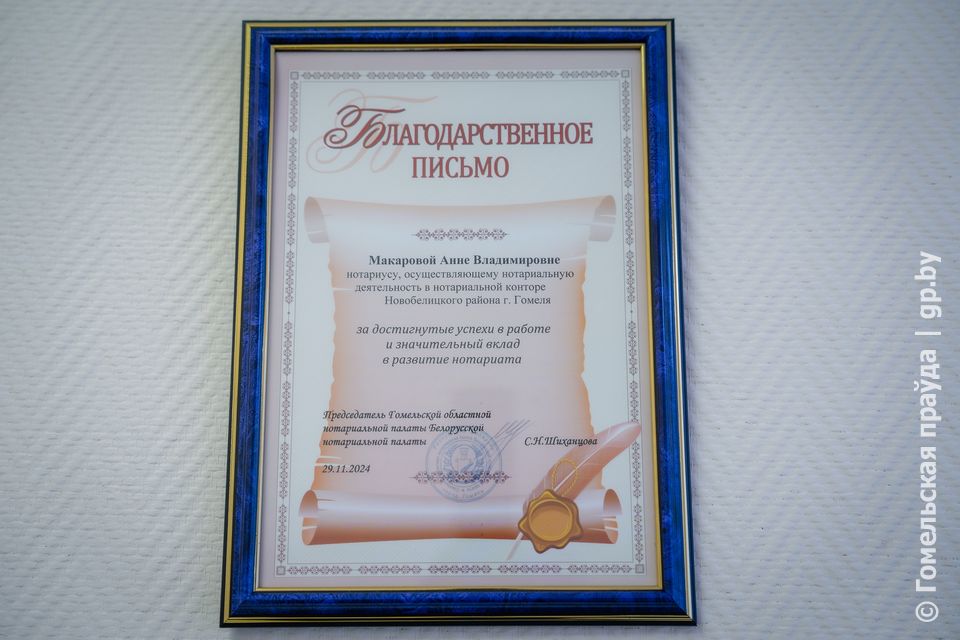 БЛАГОДАРСТВЕННОЕ
ПИСЬМО
Макаровой Анне Владимировне
нотариусу, осуществляющему нотариальную
деятельность в нотариальной конторе
Новобелицкого района г. Гомеля
за достигнутые успехи в работе
и значительный вклад
в развитие нотариата
Председатель Гомельской областной
нотариальной палаты Белорусской
нотариальной палаты С.Н.Шиханцова
29.11.2024
© Гомельская праўда | gp.by